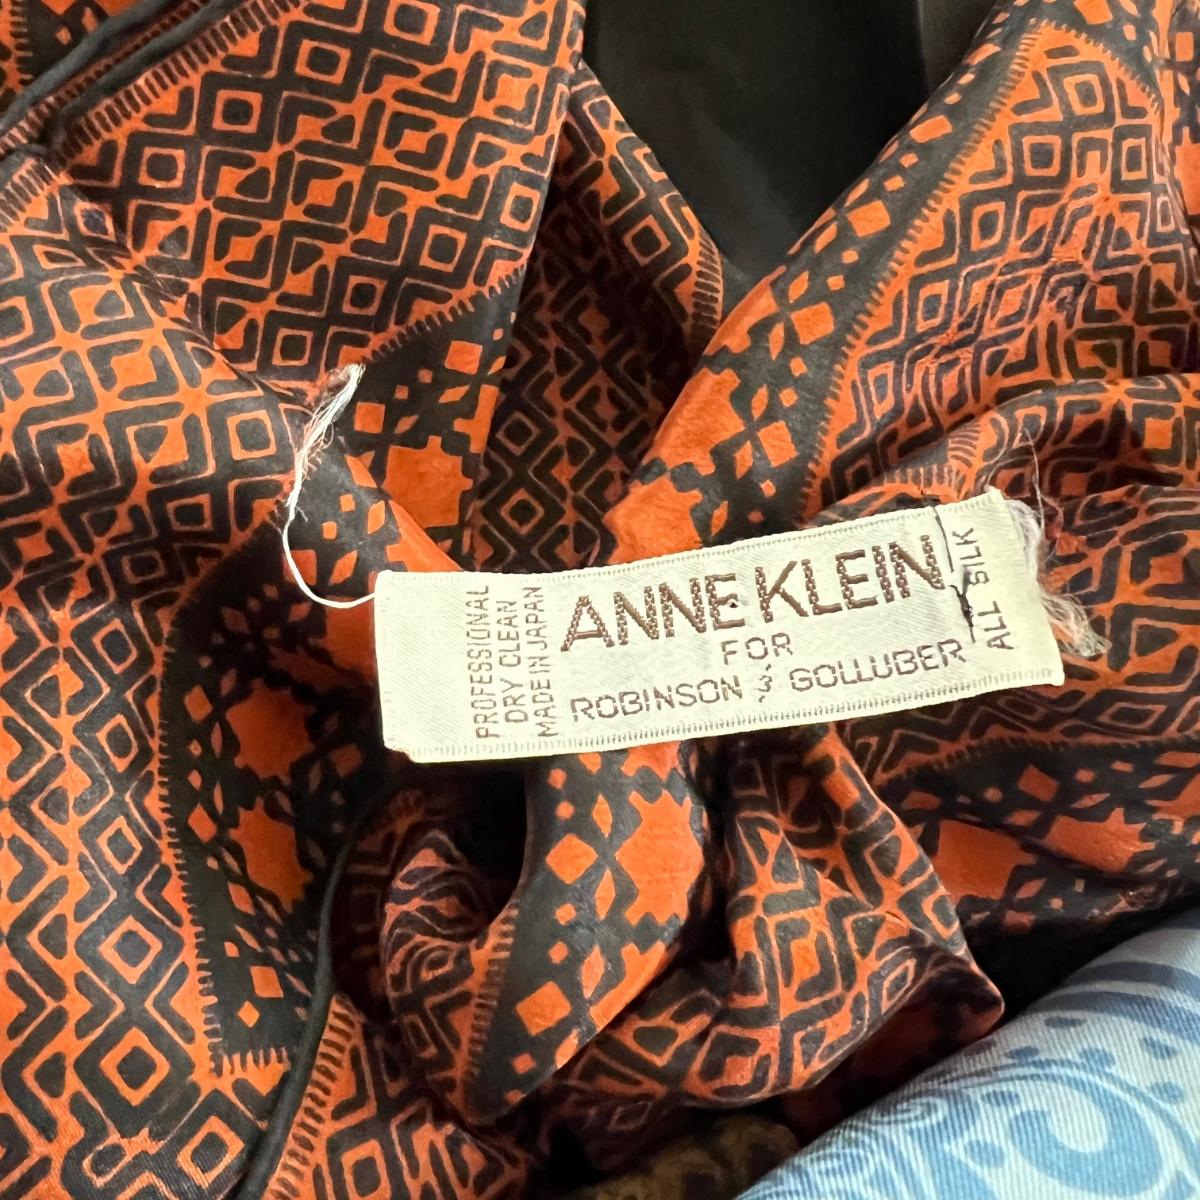 PROFESSIONAL
DRY CLEAN
MADE IN JAPAN
ANNE KLEIN
FOR
ROBINSON & GOLLUBER
ALL SILK